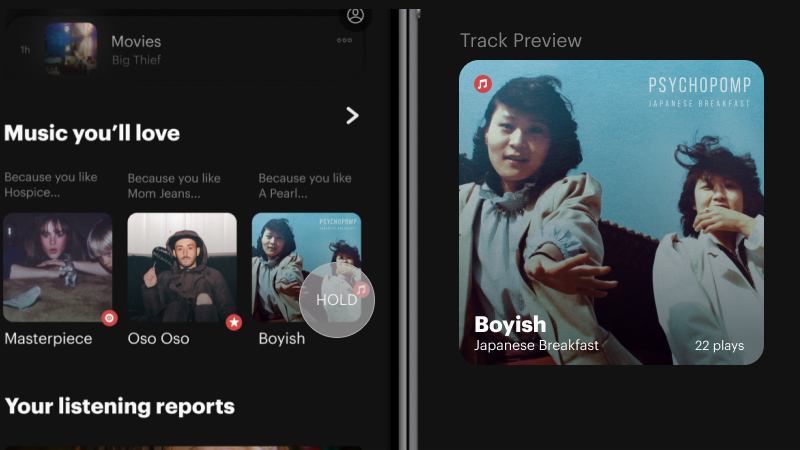 1h
Movies
Big Thief
Music you'll love
Because you like
Hospice...
Because you like
Mom Jeans...
Because you like
A Pearl...
PSYCHOPOMP
HOLD
Masterpiece
Oso Oso
Boyish
Your listening reports
Track Preview
PSYCHOPOMP
JAPANESE BREAKFAST
Boyish
Japanese Breakfast
22 plays